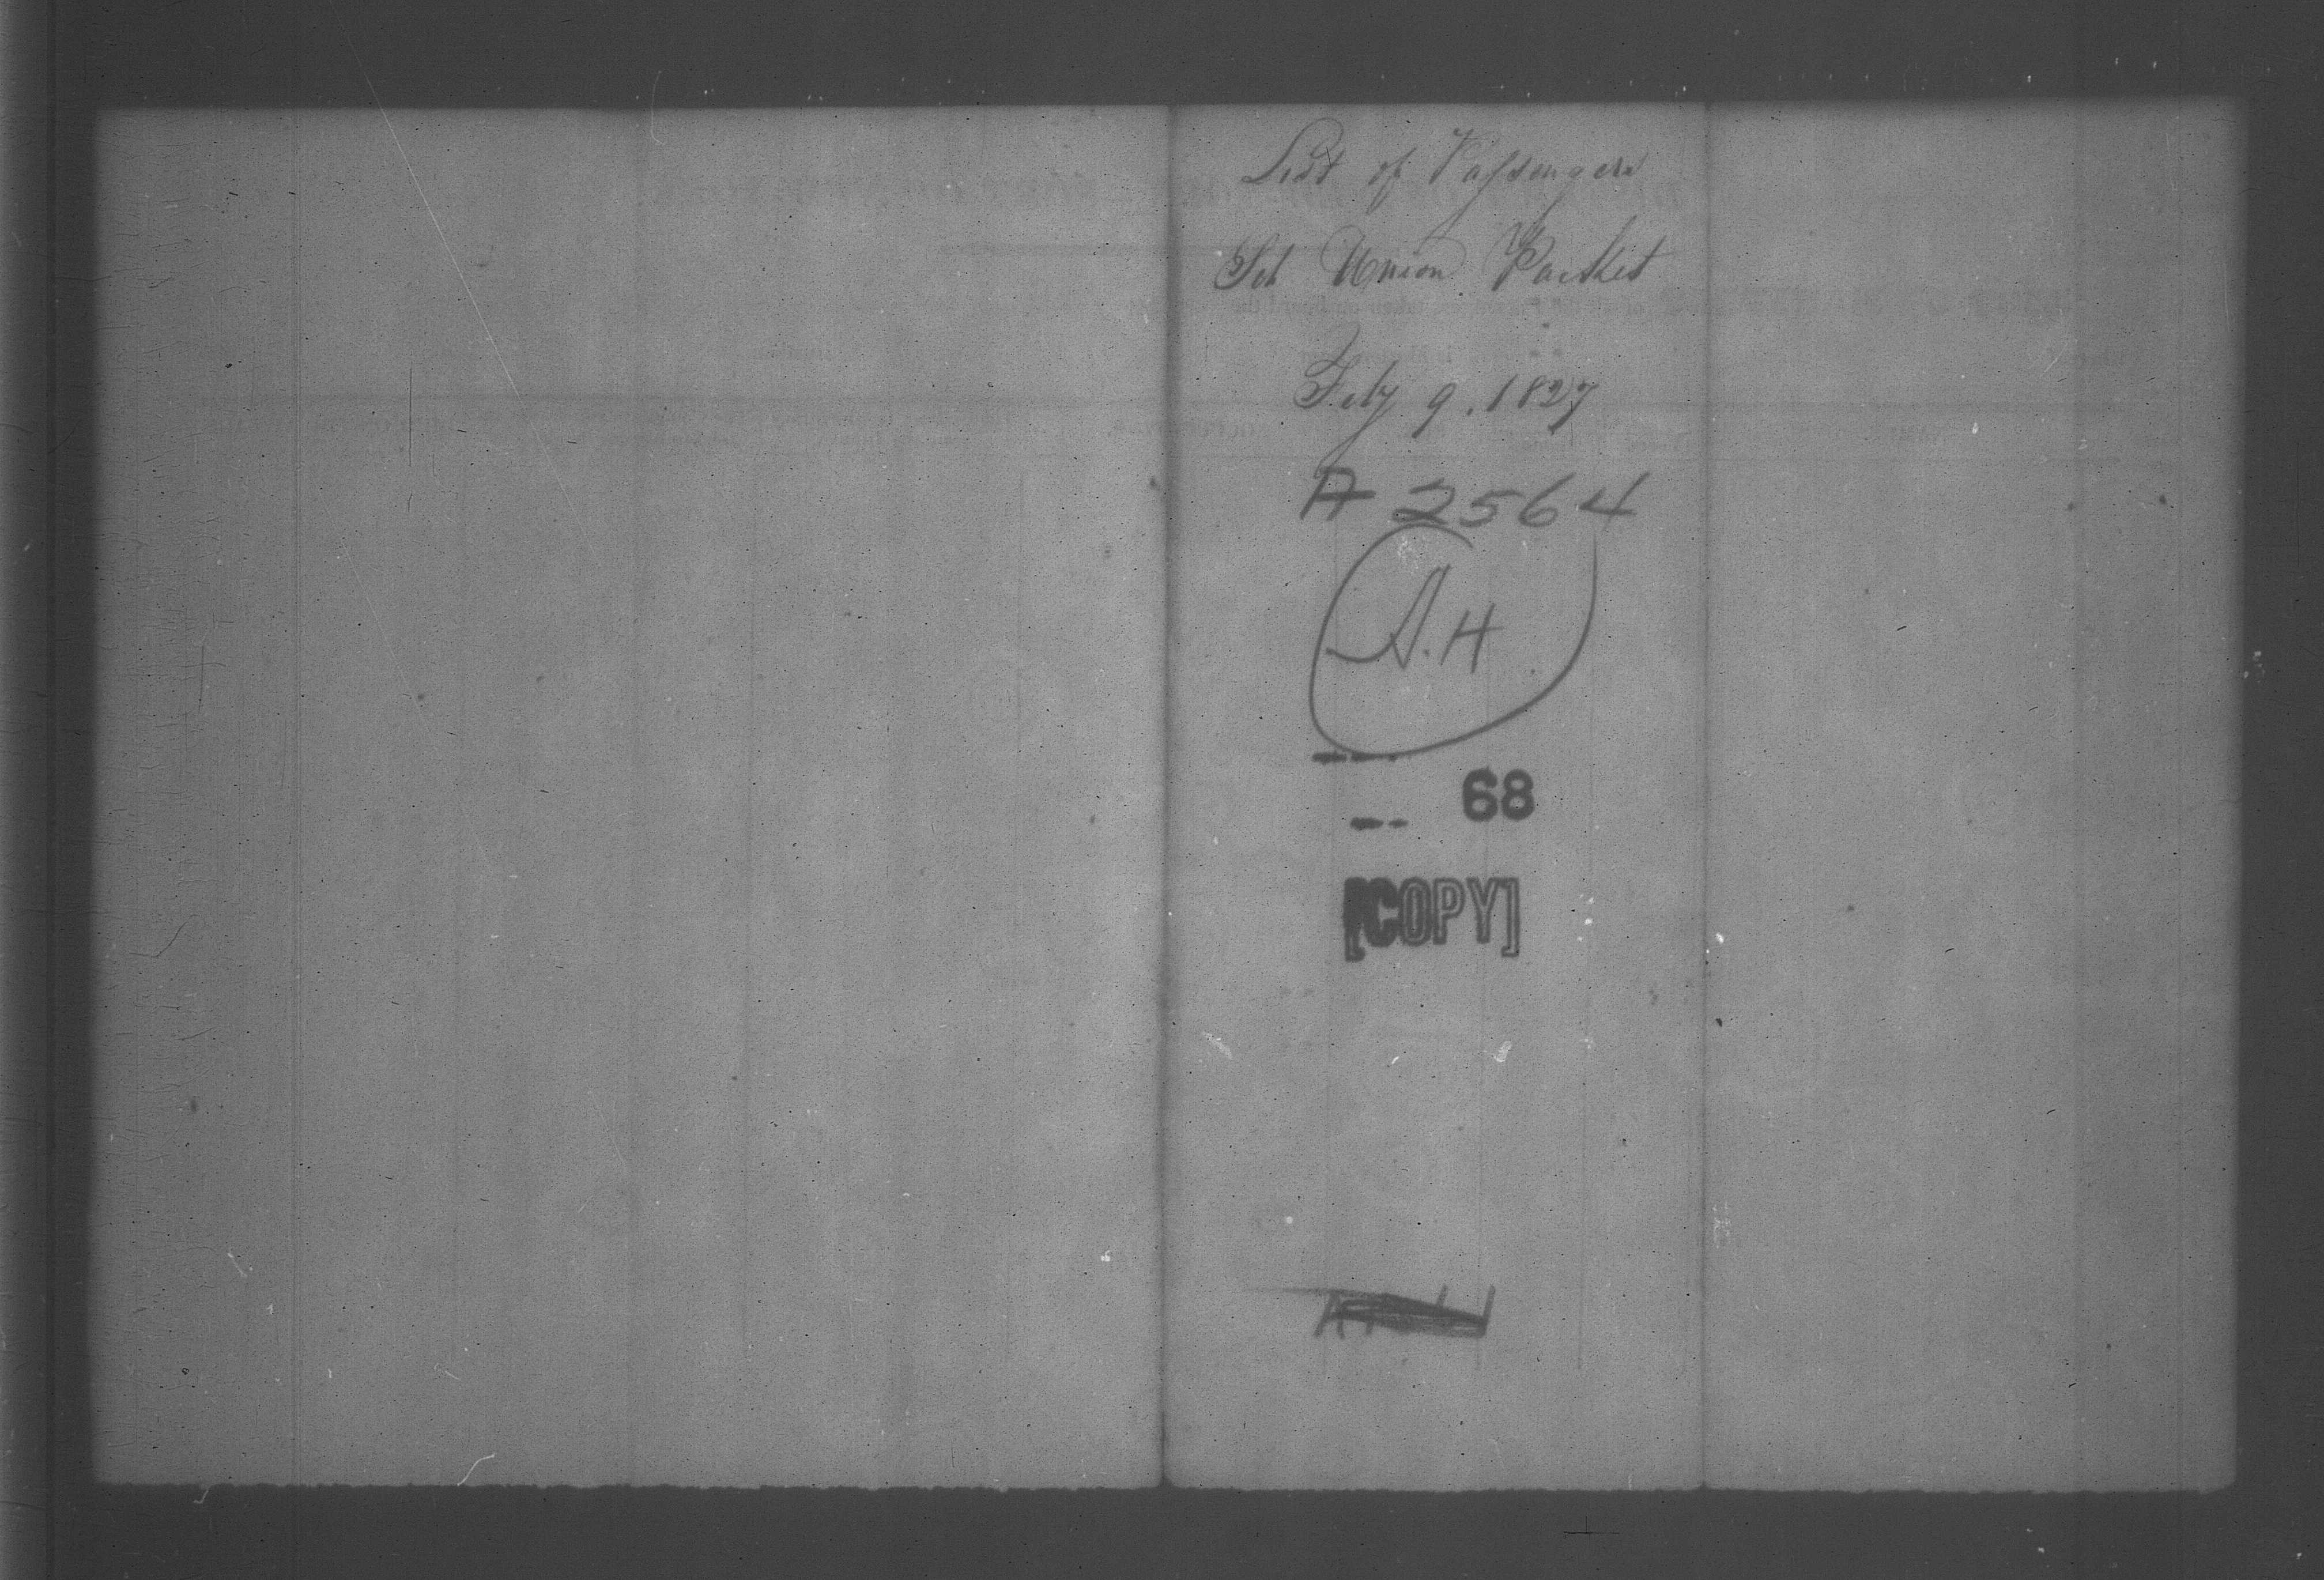 List of Passengers
Sch Union Packet
Feby 9. 1827
A 2564
A.H
68
[COPY]